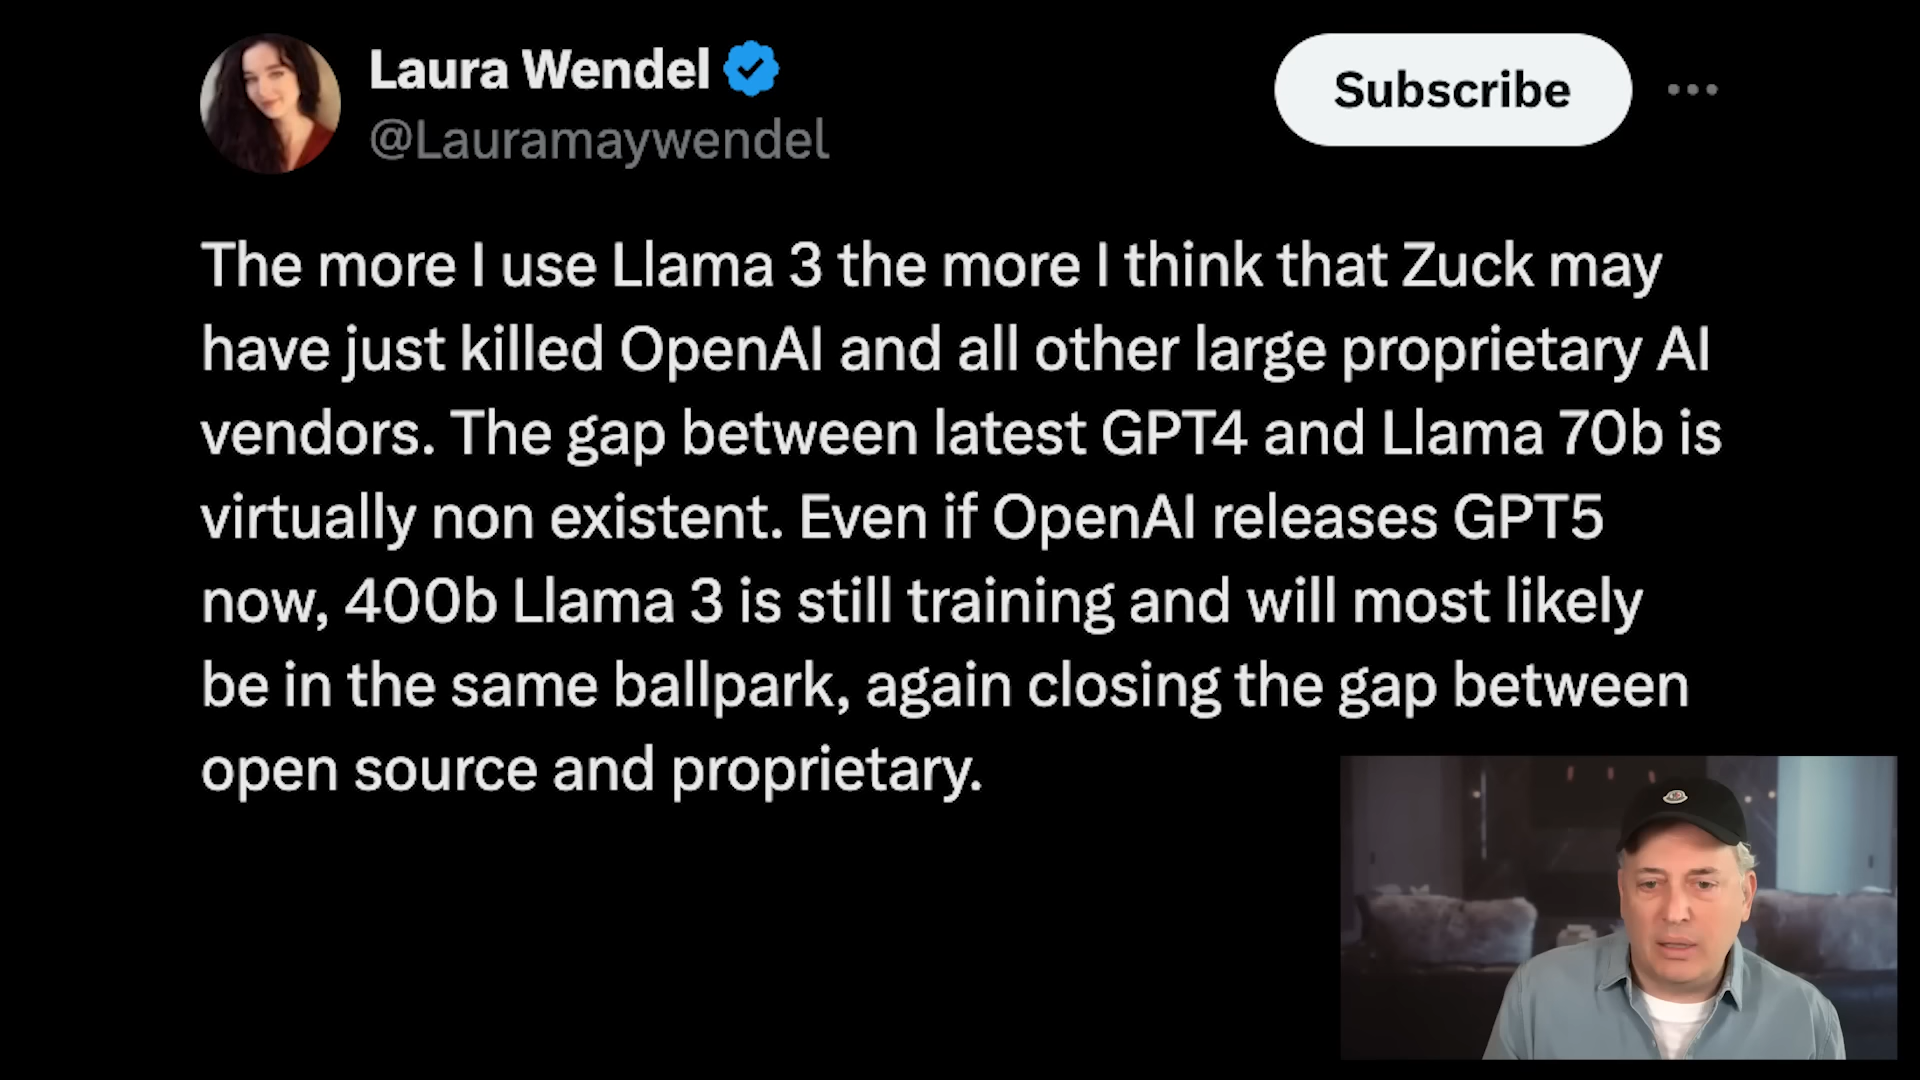 Laura Wendel
@Lauramaywendel
Subscribe
The more I use Llama 3 the more I think that Zuck may
have just killed OpenAI and all other large proprietary AI
vendors. The gap between latest GPT4 and Llama 70b is
virtually non existent. Even if OpenAI releases GPT5
now, 400b Llama 3 is still training and will most likely
be in the same ballpark, again closing the gap between
open source and proprietary.